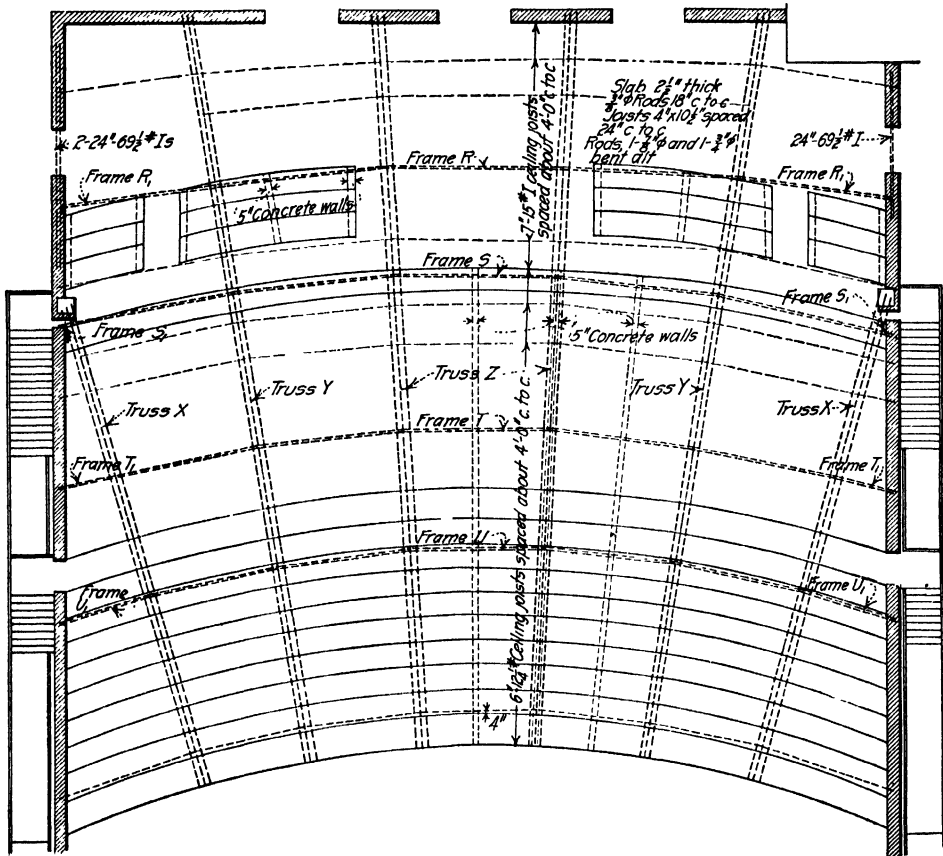 Slab 2½" thick
⅜"ϕ Rods 18" c to c
Joists 4"x10½" spaced
24" c to c
Rods 1-⅝"ϕ and 1-¾"ϕ
bent alt
2-24"-69½# Is
24"-69½# I
Frame R1
Frame R
Frame R1
5" Concrete walls
7" 15# I ceiling joists
spaced about 4'-0" c to c
Frame S
Frame S1
Frame S1
5" Concrete walls
Truss X
Truss Y
Truss Z
Truss Y
Truss X
Frame T
Frame T1
Frame T1
Frame U
Frame U1
Frame U1
6" 12¼# Ceiling joists spaced about 4'-0" c to c
4"